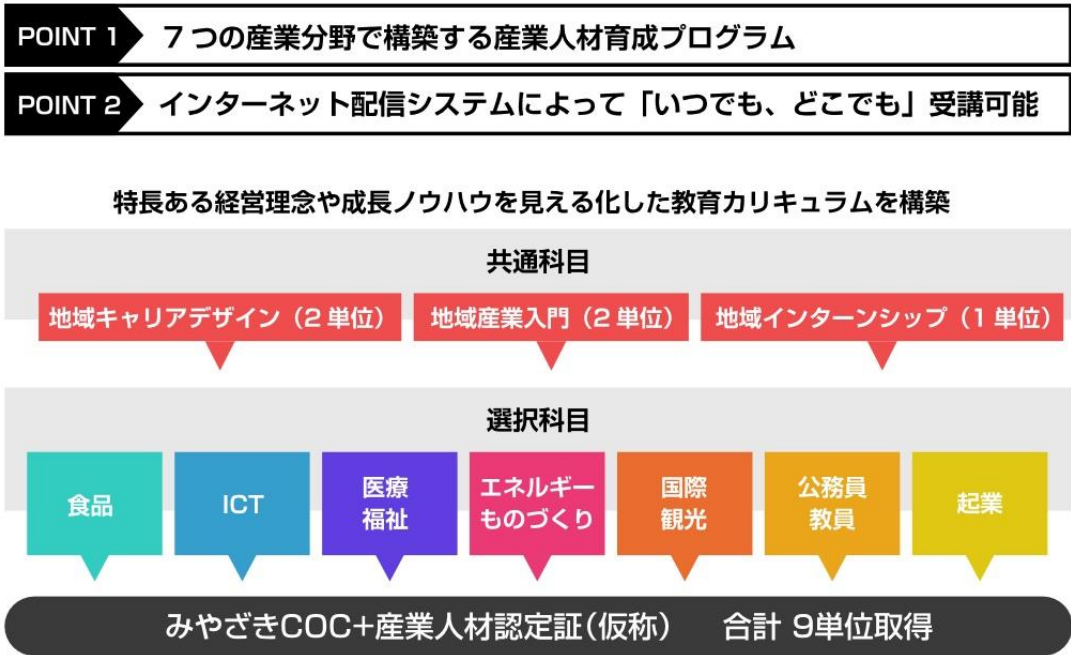 POINT 1 7つの産業分野で構築する産業人材育成プログラム
POINT 2 インターネット配信システムによって「いつでも、どこでも」受講可能
特長ある経営理念や成長ノウハウを見える化した教育カリキュラムを構築
共通科目
地域キャリアデザイン（2単位） 地域産業入門（2単位） 地域インターンシップ（1単位）
選択科目
食品
ICT
医療
福祉
エネルギー
ものづくり
国際
観光
公務員
教員
起業
みやざきCOC+産業人材認定証（仮称） 合計 9単位取得